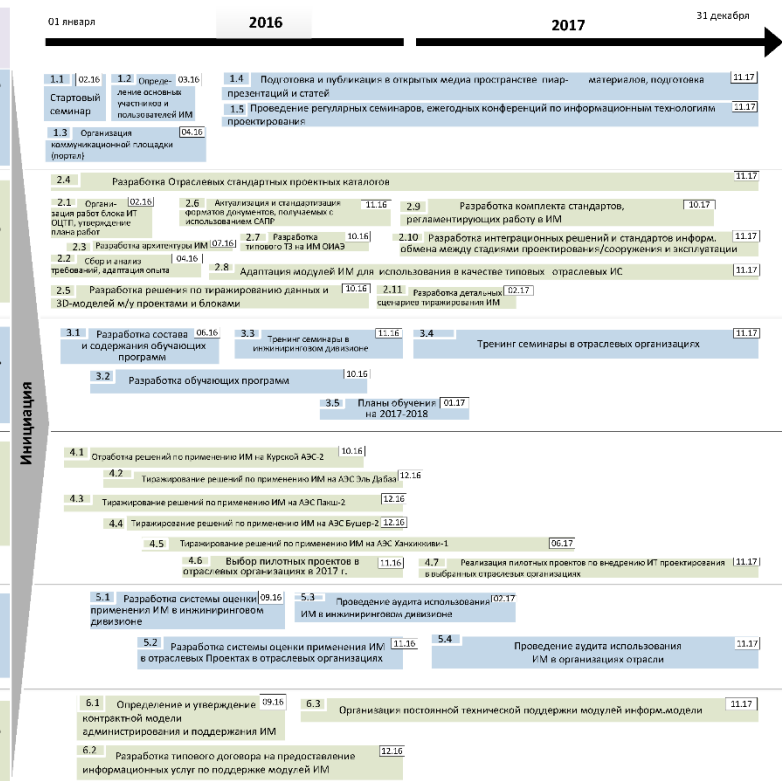 01 января
2016
2017
31 декабря
Инициация
1.1 02.16
Стартовый
семинар
1.2 Опреде- 03.16
ление основных
участников и
пользователей ИМ
1.3 Организация 04.16
коммуникационной площадки
(портал)
1.4 Подготовка и публикация в открытых медиа пространстве пиар- материалов, подготовка 11.17
презентаций и статей
1.5 Проведение регулярных семинаров, ежегодных конференций по информационным технологиям 11.17
проектирования
2.4 Разработка Отраслевых стандартных проектных каталогов 11.17
2.1 Органи- 02.16
зация работ блока ИТ
ОЦТП, утверждение
плана работ
2.6 Актуализация и стандартизация 11.16
форматов документов, получаемых с
использованием САПР
2.9 Разработка комплекта стандартов, 10.17
регламентирующих работу в ИМ
2.3 Разработка архитектуры ИМ 07.16
2.7 Разработка 10.16
типового ТЗ на ИМ ОИАЭ
2.10 Разработка интеграционных решений и стандартов информ. 11.17
обмена между стадиями проектирования/сооружения и эксплуатации
2.2 Сбор и анализ 04.16
требований, адаптация опыта
2.8 Адаптация модулей ИМ для использования в качестве типовых отраслевых ИС 11.17
2.5 Разработка решения по тиражированию данных и 10.16
3D-моделей м/у проектами и блоками
2.11 Разработка детальных 02.17
сценариев тиражирования ИМ
3.1 Разработка состава 06.16
и содержания обучающих
программ
3.3 Тренинг семинары в 11.16
инжиниринговом дивизионе
3.4 Тренинг семинары в отраслевых организациях 11.17
3.2 Разработка обучающих программ 10.16
3.5 Планы обучения 01.17
на 2017-2018
4.1 Отработка решений по применению ИМ на Курской АЭС-2 10.16
4.2 Тиражирование решений по применению ИМ на АЭС Эль Дабаа 12.16
4.3 Тиражирование решений по применению ИМ на АЭС Пакш-2 12.16
4.4 Тиражирование решений по применению ИМ на АЭС Бушер-2 12.16
4.5 Тиражирование решений по применению ИМ на АЭС Ханхиккиви-1 06.17
4.6 Выбор пилотных проектов в 11.16
отраслевых организациях в 2017 г.
4.7 Реализация пилотных проектов по внедрению ИТ проектирования 11.17
в выбранных отраслевых организациях
5.1 Разработка системы оценки 09.16
применения ИМ в инжиниринговом
дивизионе
5.3 Проведение аудита использования 02.17
ИМ в инжиниринговом дивизионе
5.2 Разработка системы оценки применения ИМ 11.16
в отраслевых Проектах в отраслевых организациях
5.4 Проведение аудита использования 11.17
ИМ в организациях отрасли
6.1 Определение и утверждение 09.16
контрактной модели
администрирования и поддержания ИМ
6.3 Организация постоянной технической поддержки модулей информ.модели 11.17
6.2 Разработка типового договора на предоставление 12.16
информационных услуг по поддержке модулей ИМ